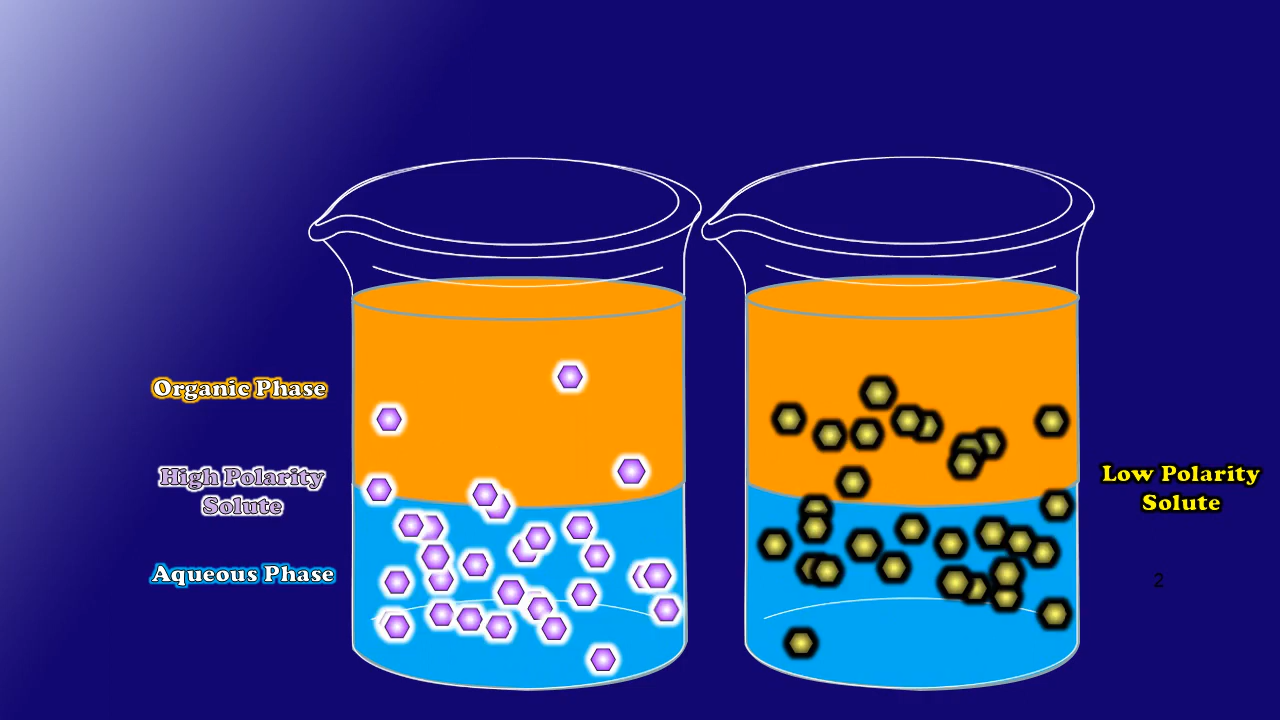 Organic Phase
High Polarity
Solute
Aqueous Phase
Low Polarity
Solute
2